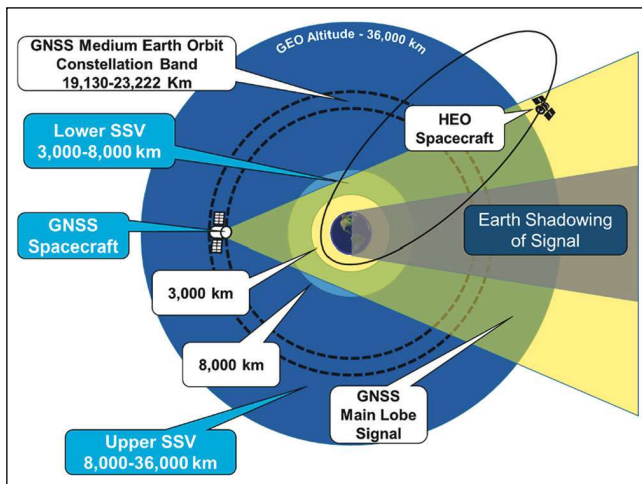 GEO Altitude - 36,000 km
GNSS Medium Earth Orbit
Constellation Band
19,130-23,222 Km
Lower SSV
3,000-8,000 km
HEO
Spacecraft
GNSS
Spacecraft
Earth Shadowing
of Signal
3,000 km
8,000 km
GNSS
Main Lobe
Signal
Upper SSV
8,000-36,000 km